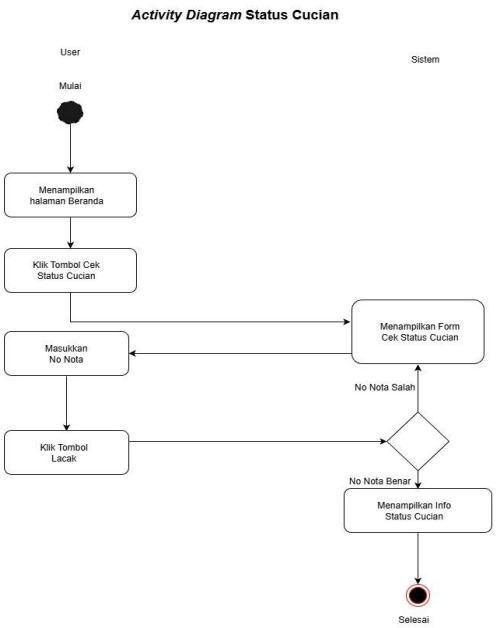 Activity Diagram Status Cucian
User
Sistem
Mulai
Menampilkan
halaman Beranda
Klik Tombol Cek
Status Cucian
Menampilkan Form
Cek Status Cucian
Masukkan
No Nota
No Nota Salah
Klik Tombol
Lacak
No Nota Benar
Menampilkan Info
Status Cucian
Selesai